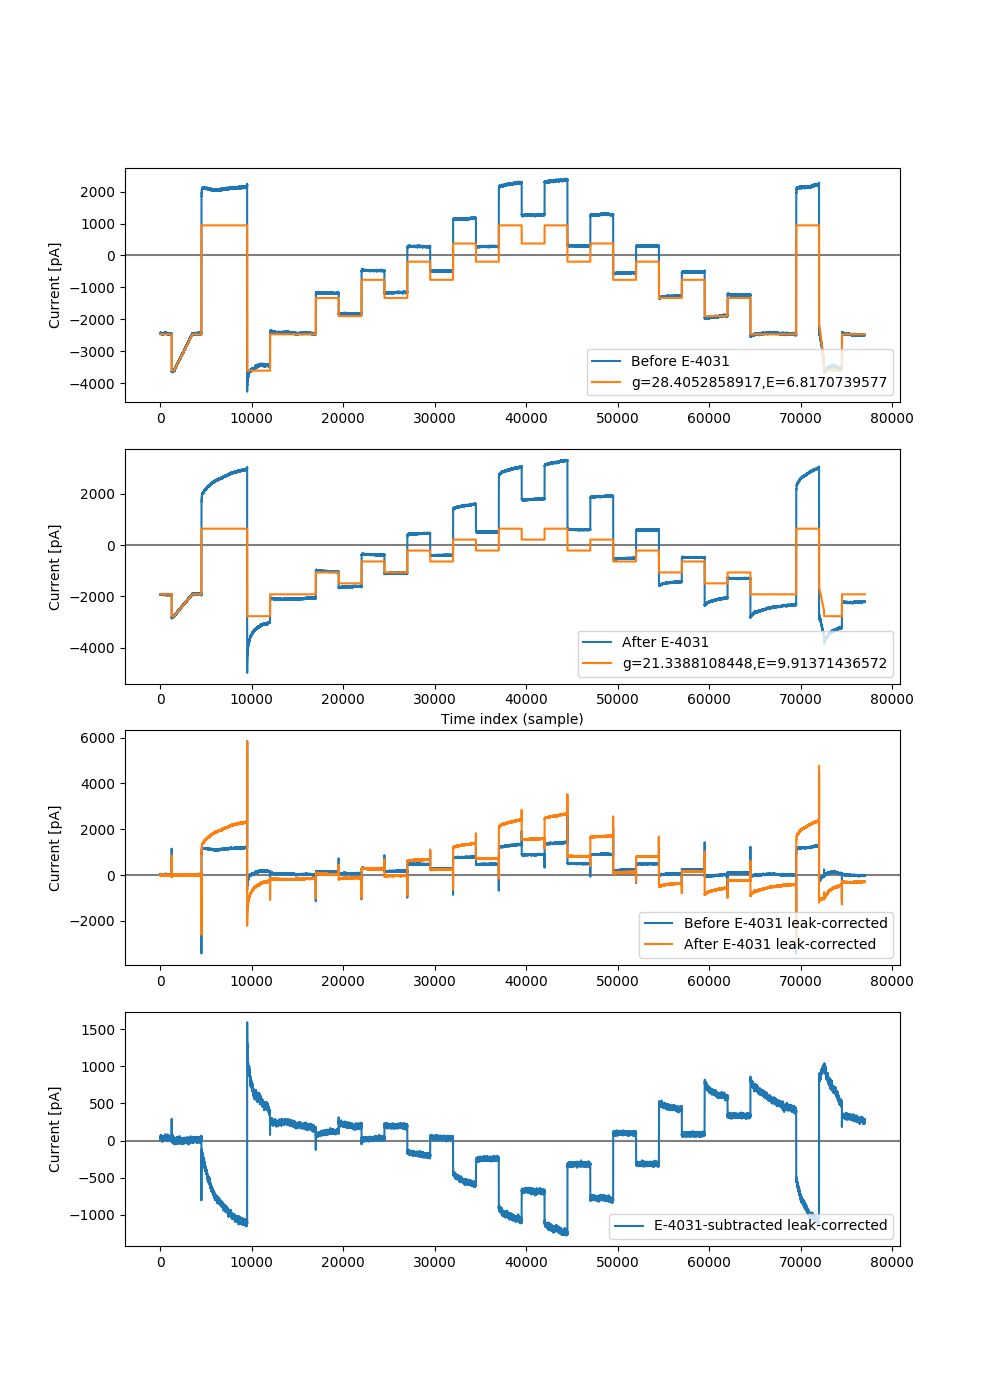 2000
1000
0
−1000
−2000
−3000
−4000
Current [pA]
Before E-4031
g=28.4052858917,E=6.8170739577
0 10000 20000 30000 40000 50000 60000 70000 80000
2000
0
−2000
−4000
Current [pA]
After E-4031
g=21.3388108448,E=9.91371436572
0 10000 20000 30000 40000 50000 60000 70000 80000
Time index (sample)
6000
4000
2000
0
−2000
Current [pA]
Before E-4031 leak-corrected
After E-4031 leak-corrected
0 10000 20000 30000 40000 50000 60000 70000 80000
1500
1000
500
0
−500
−1000
Current [pA]
E-4031-subtracted leak-corrected
0 10000 20000 30000 40000 50000 60000 70000 80000